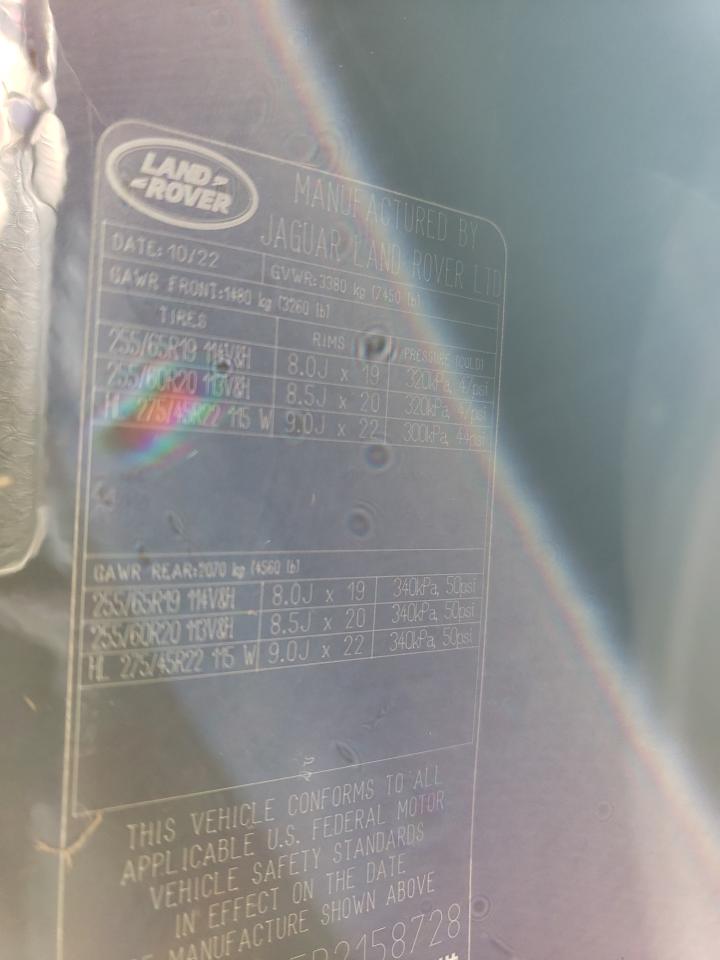 LAND
ROVER
MANUFACTURED BY
JAGUAR LAND ROVER LTD
DATE: 10/22 GVWR: 3380 kg (7450 lb)
GAWR FRONT: 1480 kg (3260 lb)
TIRES RIMS PRESSURE (COLD)
255/65R19 114V&H 8.0J x 19 320kPa, 47psi
255/60R20 113V&H 8.5J x 20 320kPa, 47psi
HL 275/45R22 115 W 9.0J x 22 300kPa, 44psi
GAWR REAR: 2070 kg (4560 lb)
255/65R19 114V&H 8.0J x 19 340kPa, 50psi
255/60R20 113V&H 8.5J x 20 340kPa, 50psi
HL 275/45R22 115 W 9.0J x 22 340kPa, 50psi
THIS VEHICLE CONFORMS TO ALL
APPLICABLE U.S. FEDERAL MOTOR
VEHICLE SAFETY STANDARDS
IN EFFECT ON THE DATE
MANUFACTURE SHOWN ABOVE
2158728